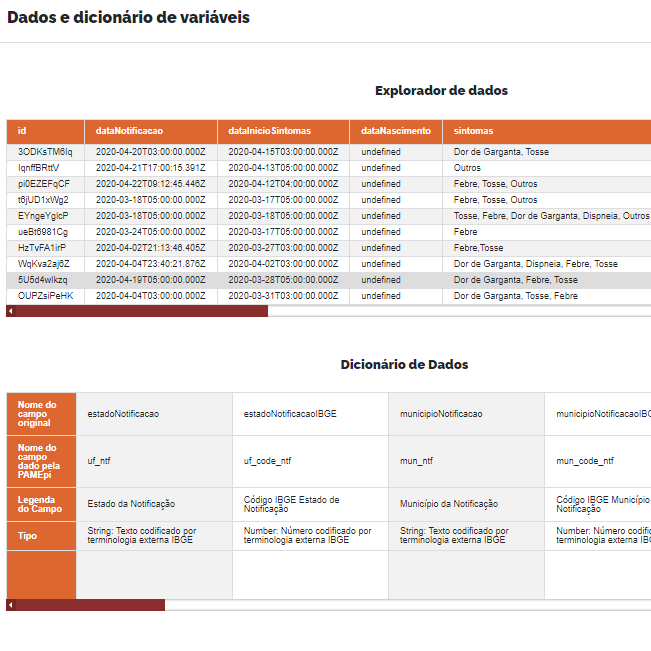 Dados e dicionário de variáveis
Explorador de dados
id dataNotificacao dataInicioSintomas dataNascimento sintomas
3ODKsTM6Iq 2020-04-20T03:00:00.000Z 2020-04-15T03:00:00.000Z undefined Dor de Garganta, Tosse
IqnffBRttV 2020-04-21T17:00:15.391Z 2020-04-13T05:00:00.000Z undefined Outros
pi0EZEFqCF 2020-04-22T09:12:45.446Z 2020-04-12T04:00:00.000Z undefined Febre, Tosse, Outros
t6jUD1xWg2 2020-03-18T05:00:00.000Z 2020-03-17T05:00:00.000Z undefined Febre, Tosse, Outros
EYngeYglcP 2020-03-18T05:00:00.000Z 2020-03-18T05:00:00.000Z undefined Tosse, Febre, Dor de Garganta, Dispneia, Outros
ueBt6981Cg 2020-03-24T05:00:00.000Z 2020-03-17T05:00:00.000Z undefined Febre
HzTvFA1irP 2020-04-02T21:13:46.405Z 2020-03-27T03:00:00.000Z undefined Febre,Tosse
WqKva2aj6Z 2020-04-04T23:40:21.876Z 2020-04-02T03:00:00.000Z undefined Dor de Garganta, Dispneia, Febre, Tosse
5U5d4wlkzq 2020-04-19T05:00:00.000Z 2020-03-28T05:00:00.000Z undefined Dor de Garganta, Febre, Tosse
OUPZsiPeHK 2020-04-04T03:00:00.000Z 2020-03-31T03:00:00.000Z undefined Dor de Garganta, Tosse, Febre
Dicionário de Dados
Nome do
campo
original
estadoNotificacao
estadoNotificacaoIBGE
municipioNotificacao
municipioNotificacaoIBG
Nome do
campo
dado pela
PAMEpi
uf_ntf
uf_code_ntf
mun_ntf
mun_code_ntf
Legenda
do Campo
Estado da Notificação
Código IBGE Estado de
Notificação
Município da Notificação
Código IBGE Município
Notificação
Tipo
String: Texto codificado por
terminologia externa IBGE
Number: Número codificado por
terminologia externa IBGE
String: Texto codificado por
terminologia externa IBGE
Number: Número codific
terminologia externa IB